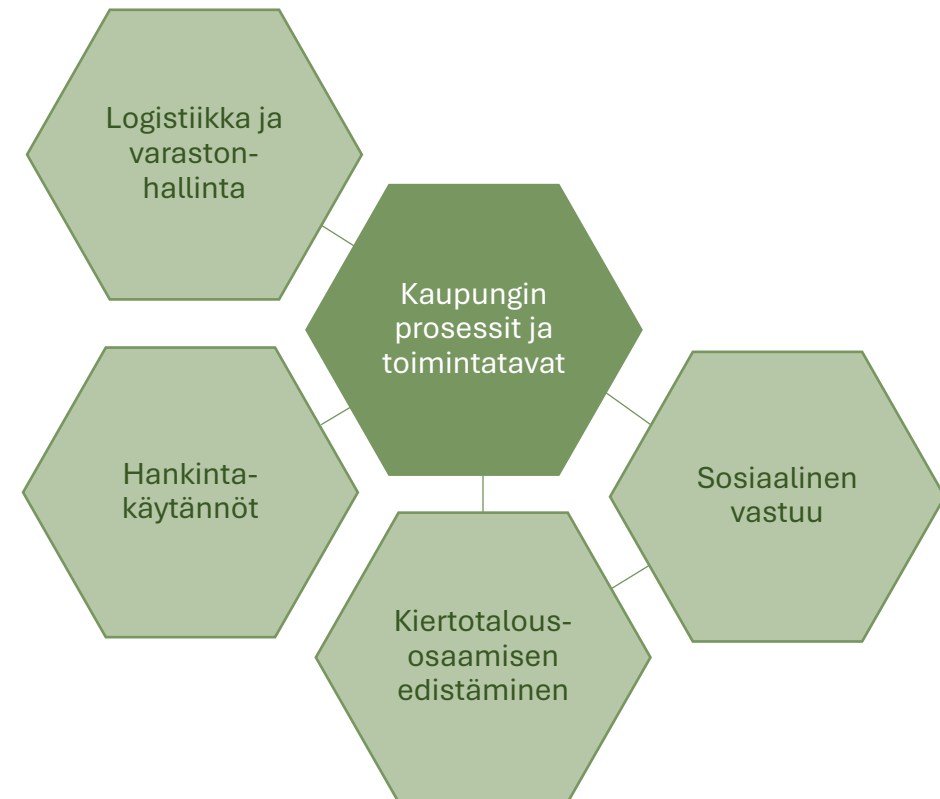 Logistiikka ja
varaston-
hallinta
Kaupungin
prosessit ja
toimintatavat
Hankinta-
käytännöt
Sosiaalinen
vastuu
Kiertotalous-
osaamisen
edistäminen